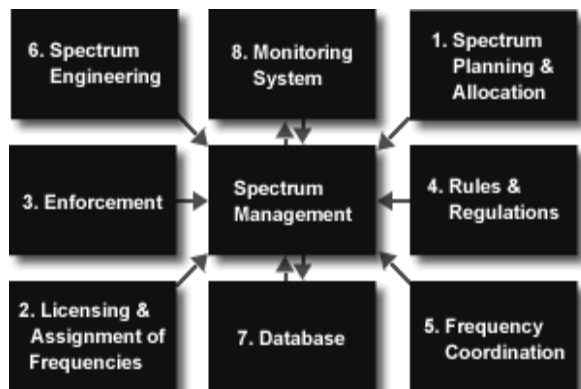 6. Spectrum
Engineering
8. Monitoring
System
1. Spectrum
Planning &
Allocation
3. Enforcement
Spectrum
Management
4. Rules &
Regulations
2. Licensing &
Assignment of
Frequencies
7. Database
5. Frequency
Coordination